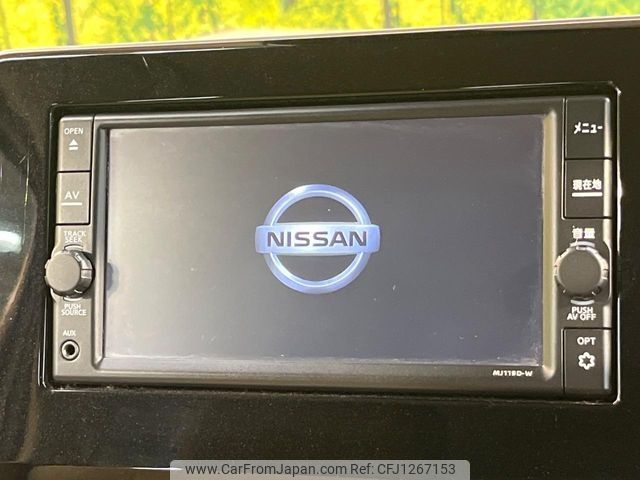 OPEN
メニュー
AV
現在地
TRACK
SEEK
音量
NISSAN
PUSH
SOURCE
PUSH
AV OFF
AUX
OPT
MJ119D-W
www.CarFromJapan.com | REF: CFJ1267153